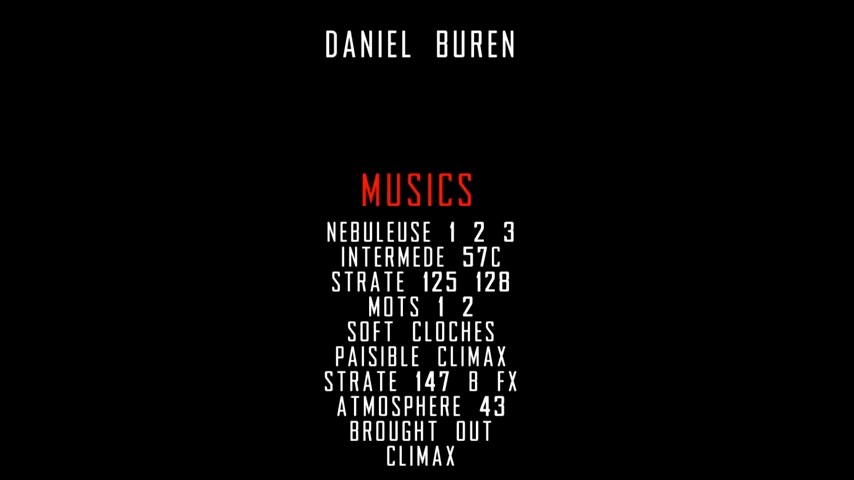 DANIEL BUREN
MUSICS
NEBULEUSE 1 2 3
INTERMEDE 57C
STRATE 125 128
MOTS 1 2
SOFT CLOCHES
PAISIBLE CLIMAX
STRATE 147 B FX
ATMOSPHERE 43
BROUGHT OUT
CLIMAX